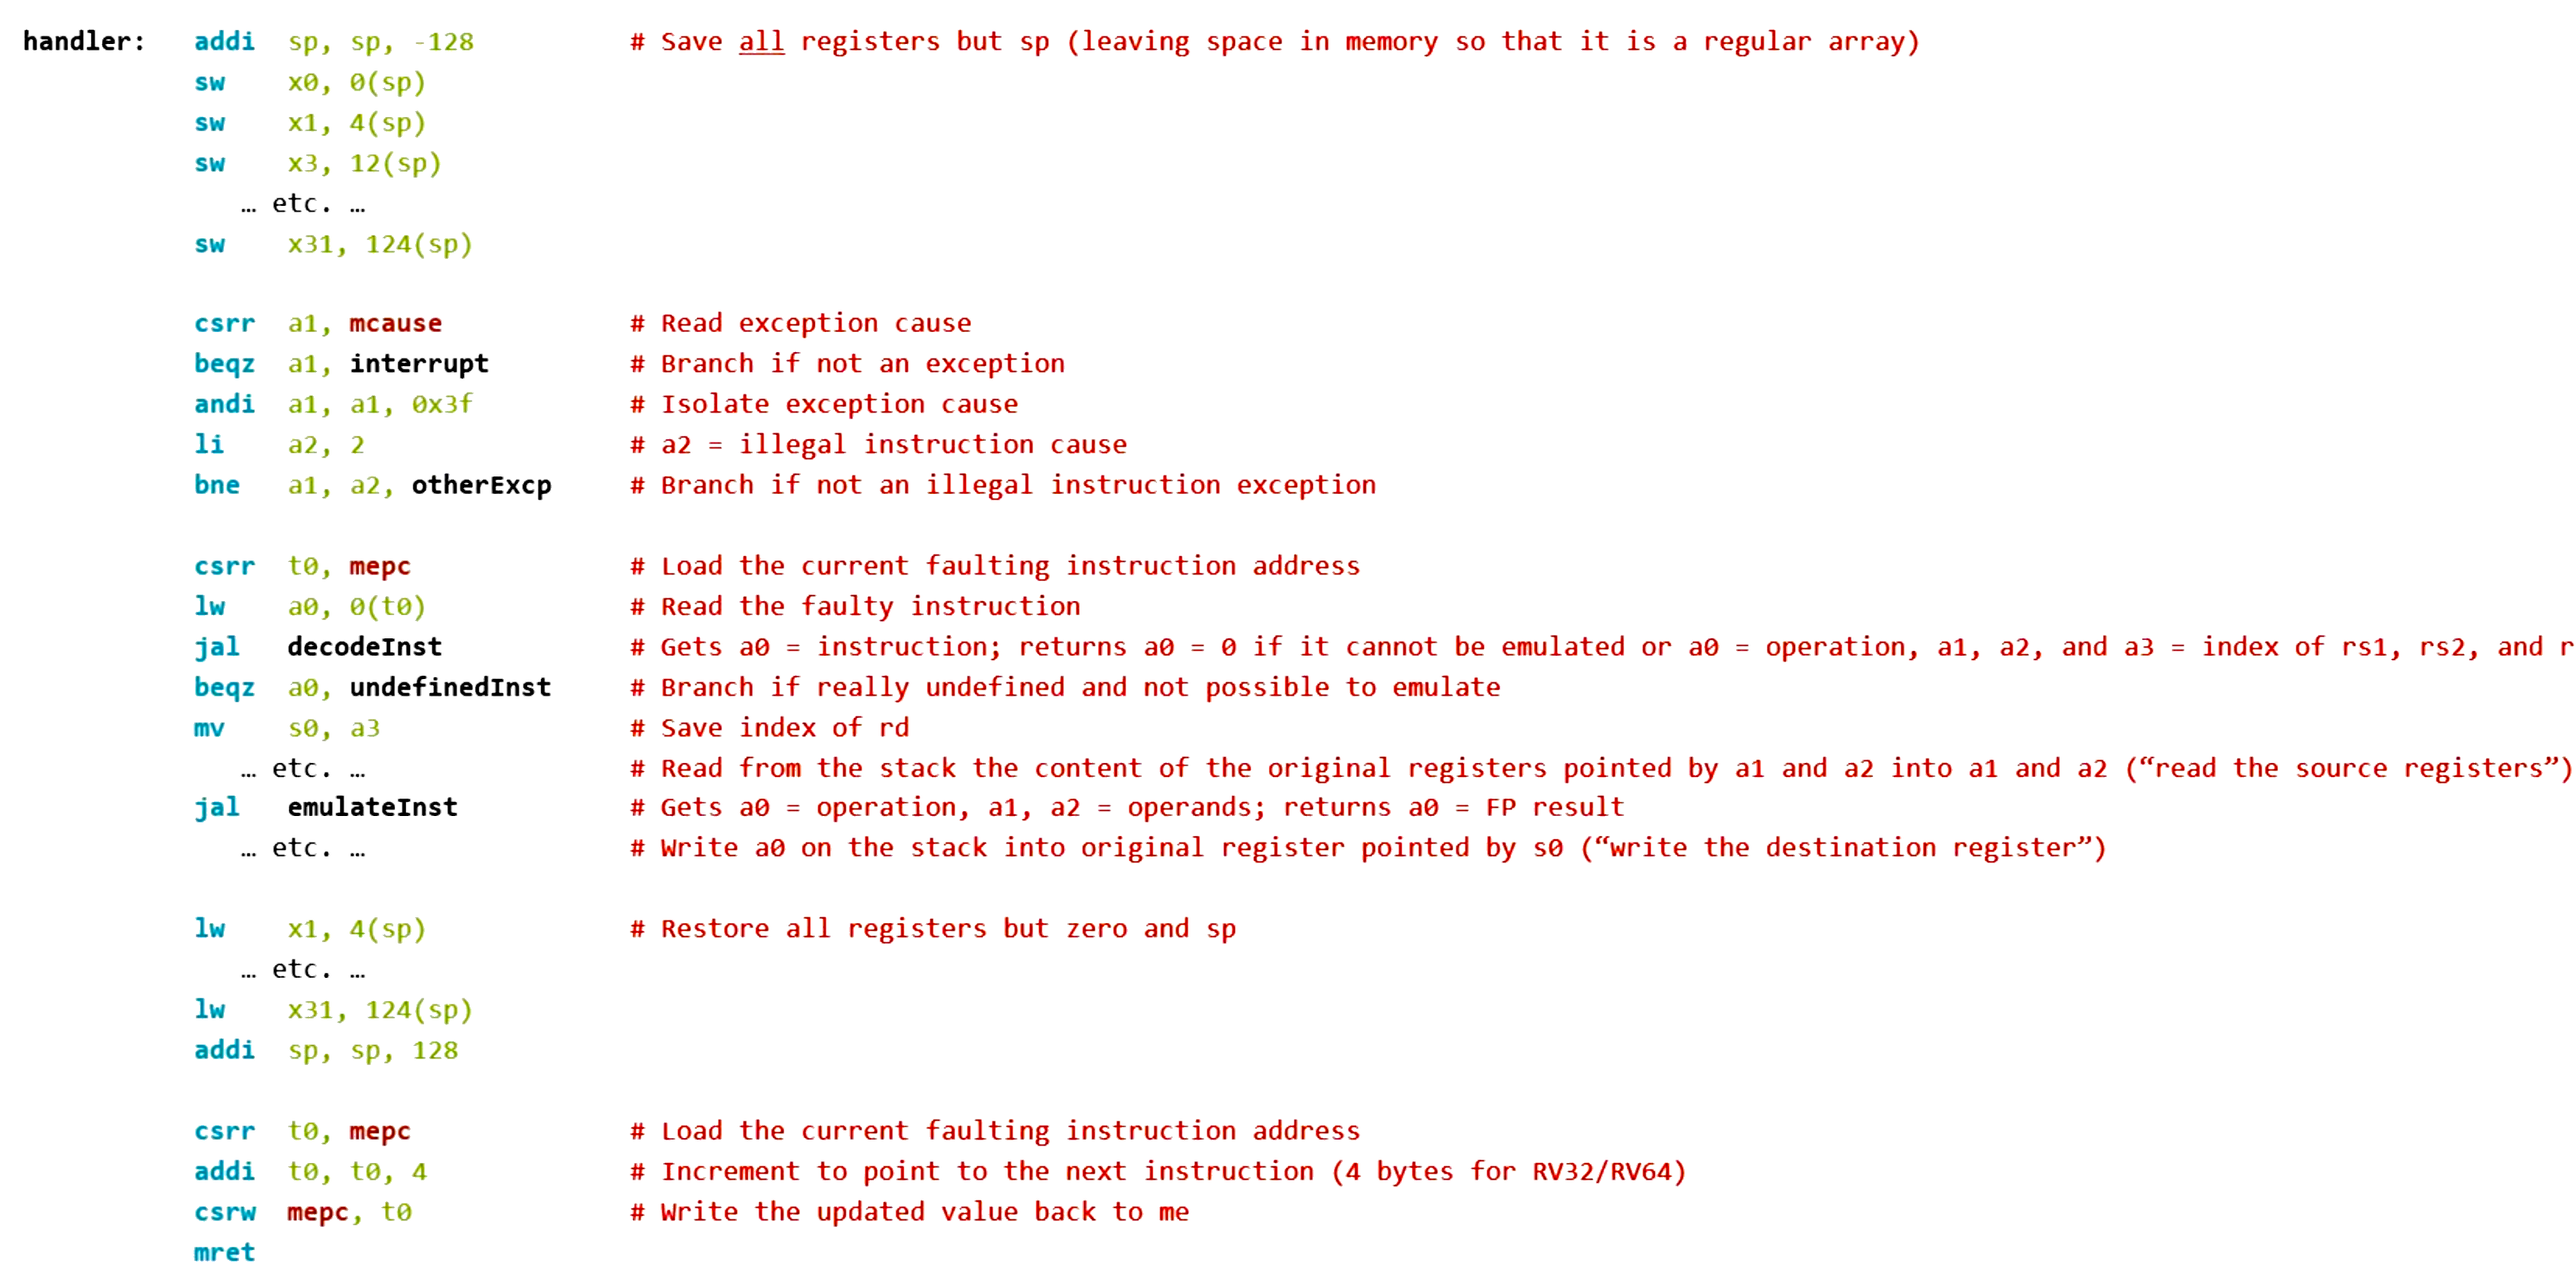 handler: addi sp, sp, -128 # Save all registers but sp (leaving space in memory so that it is a regular array)
sw x0, 0(sp)
sw x1, 4(sp)
sw x3, 12(sp)
… etc. …
sw x31, 124(sp)
csrr a1, mcause # Read exception cause
beqz a1, interrupt # Branch if not an exception
andi a1, a1, 0x3f # Isolate exception cause
li a2, 2 # a2 = illegal instruction cause
bne a1, a2, otherExcp # Branch if not an illegal instruction exception
csrr t0, mepc # Load the current faulting instruction address
lw a0, 0(t0) # Read the faulty instruction
jal decodeInst # Gets a0 = instruction; returns a0 = 0 if it cannot be emulated or a0 = operation, a1, a2, and a3 = index of rs1, rs2, and r
beqz a0, undefinedInst # Branch if really undefined and not possible to emulate
mv s0, a3 # Save index of rd
… etc. … # Read from the stack the content of the original registers pointed by a1 and a2 into a1 and a2 (“read the source registers”)
jal emulateInst # Gets a0 = operation, a1, a2 = operands; returns a0 = FP result
… etc. … # Write a0 on the stack into original register pointed by s0 (“write the destination register”)
lw x1, 4(sp) # Restore all registers but zero and sp
… etc. …
lw x31, 124(sp)
addi sp, sp, 128
csrr t0, mepc # Load the current faulting instruction address
addi t0, t0, 4 # Increment to point to the next instruction (4 bytes for RV32/RV64)
csrw mepc, t0 # Write the updated value back to me
mret